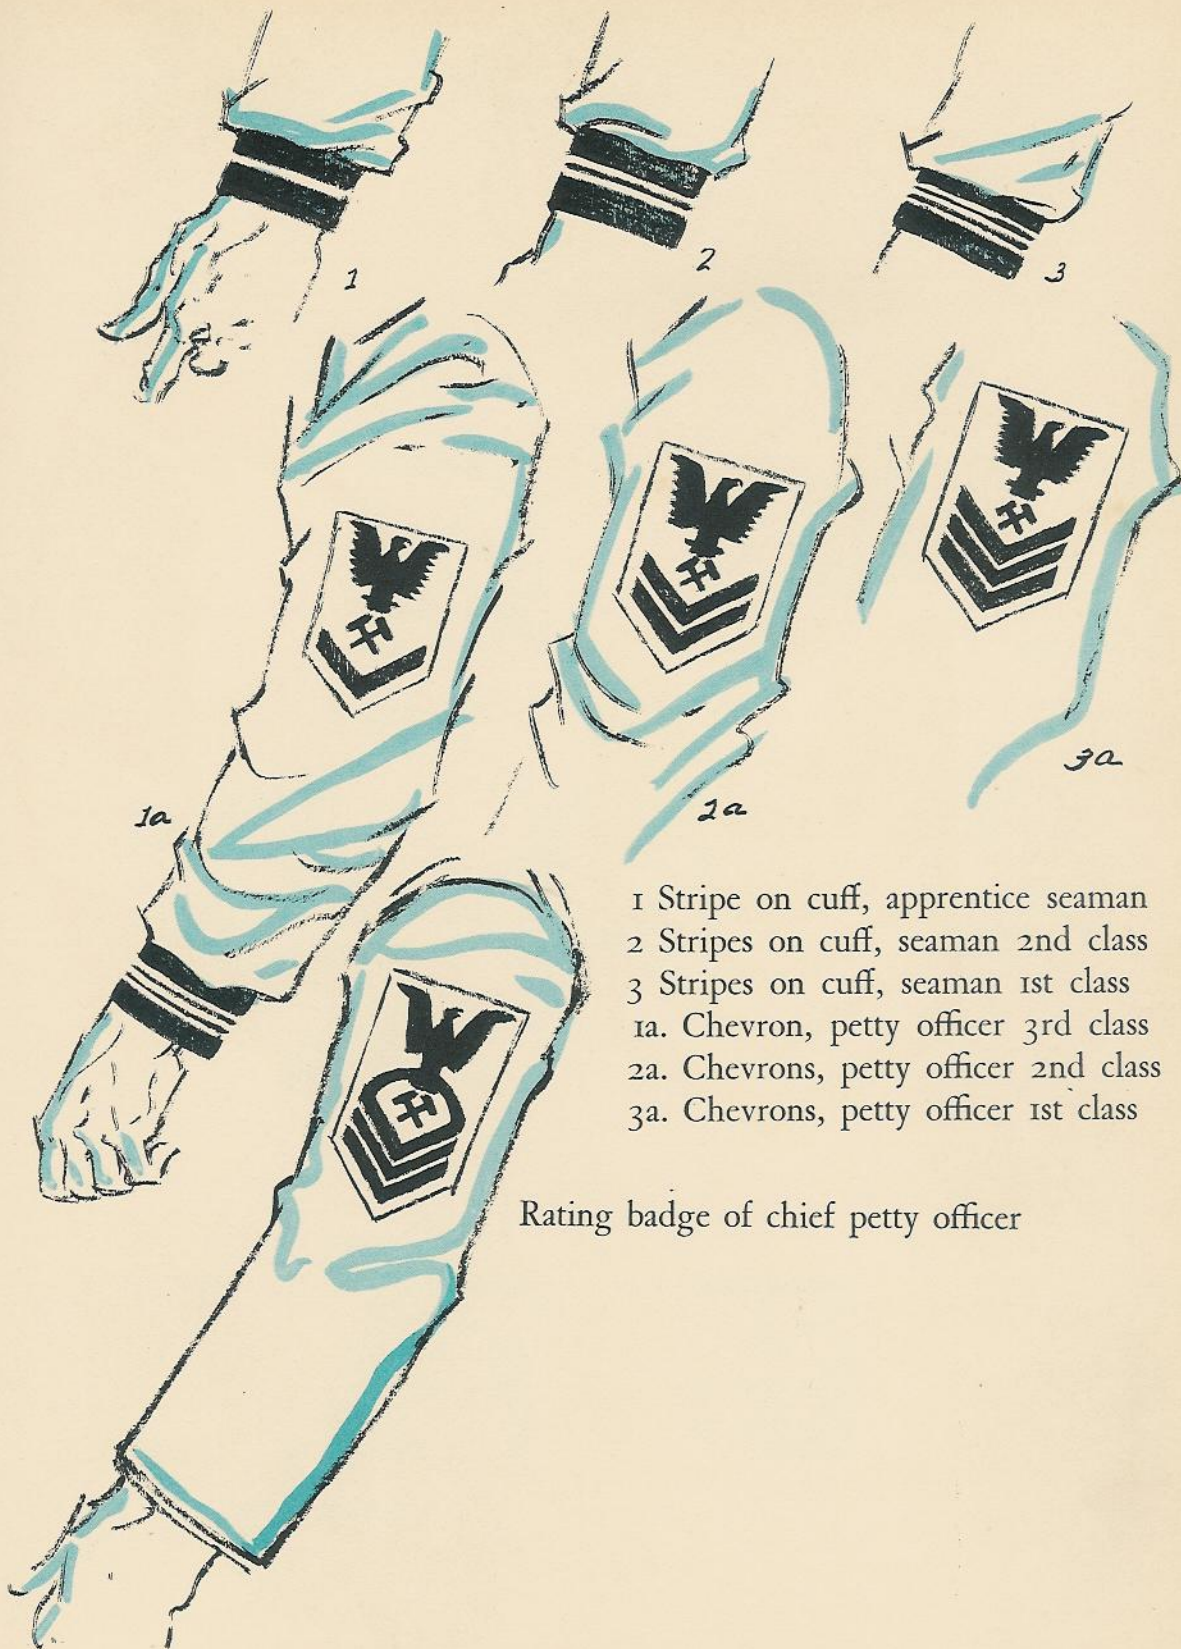 1
2
3
1a
2a
3a
1 Stripe on cuff, apprentice seaman
2 Stripes on cuff, seaman 2nd class
3 Stripes on cuff, seaman 1st class
1a. Chevron, petty officer 3rd class
2a. Chevrons, petty officer 2nd class
3a. Chevrons, petty officer 1st class
Rating badge of chief petty officer